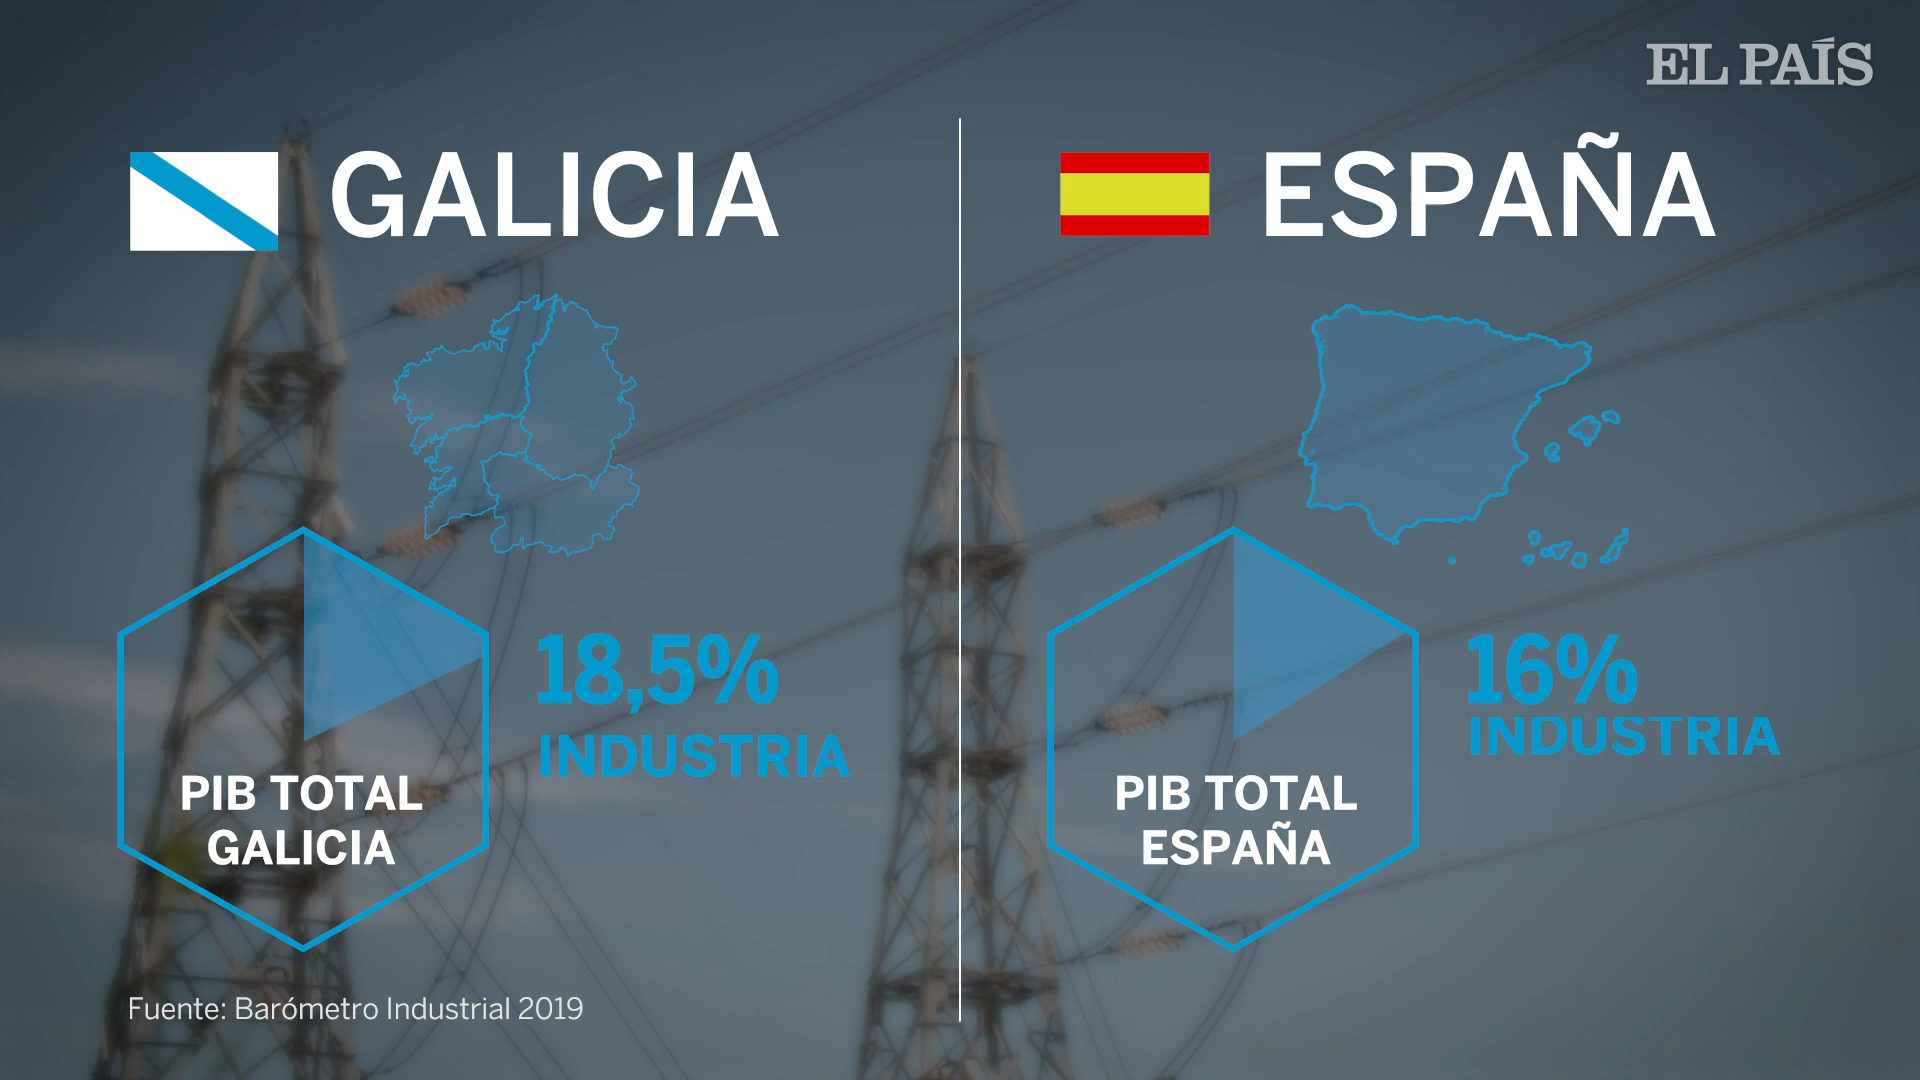 EL PAÍS
GALICIA
18,5%
INDUSTRIA
PIB TOTAL
GALICIA
ESPAÑA
16%
INDUSTRIA
PIB TOTAL
ESPAÑA
Fuente: Barómetro Industrial 2019